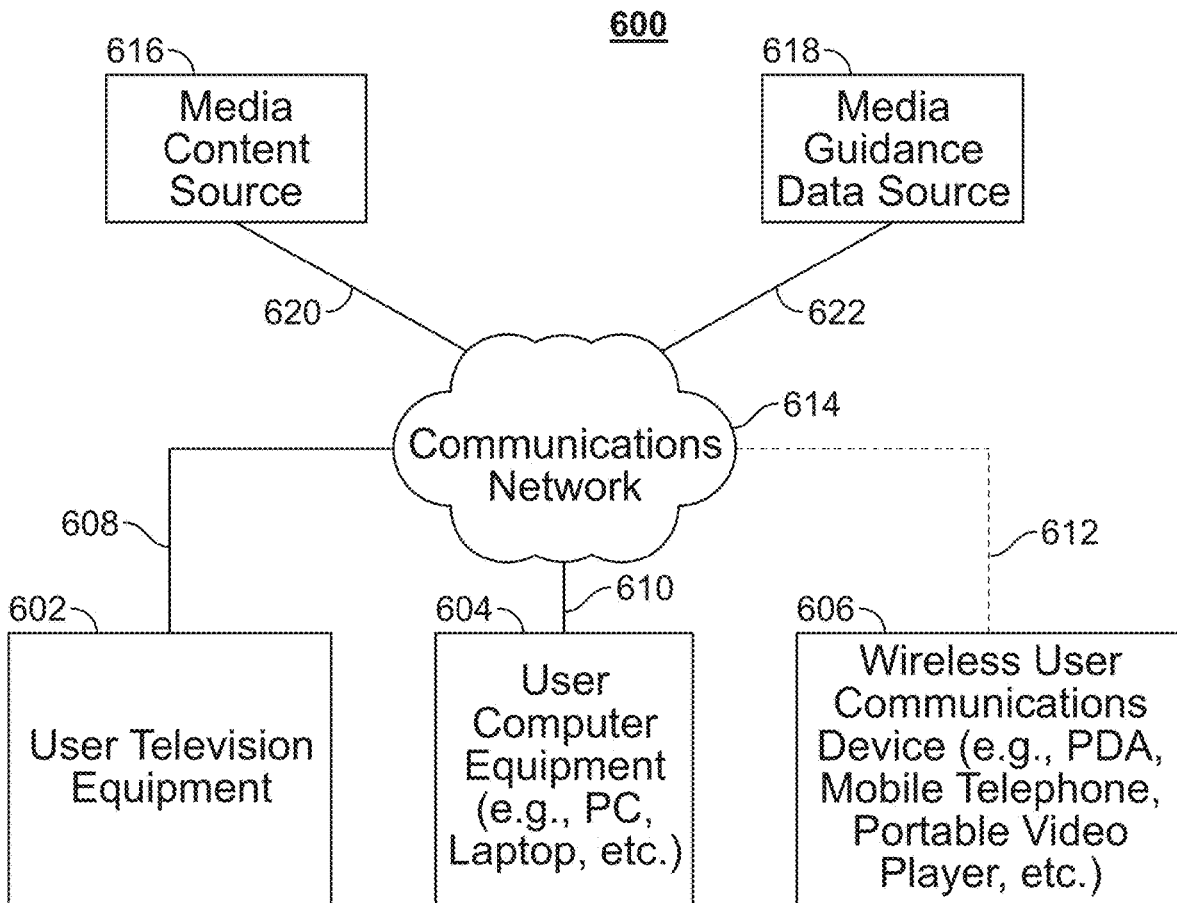 600
616
Media
Content
Source
618
Media
Guidance
Data Source
620
622
614
Communications
Network
608
612
610
602
User Television
Equipment
604
User
Computer
Equipment
(e.g., PC,
Laptop, etc.)
606
Wireless User
Communications
Device (e.g., PDA,
Mobile Telephone,
Portable Video
Player, etc.)